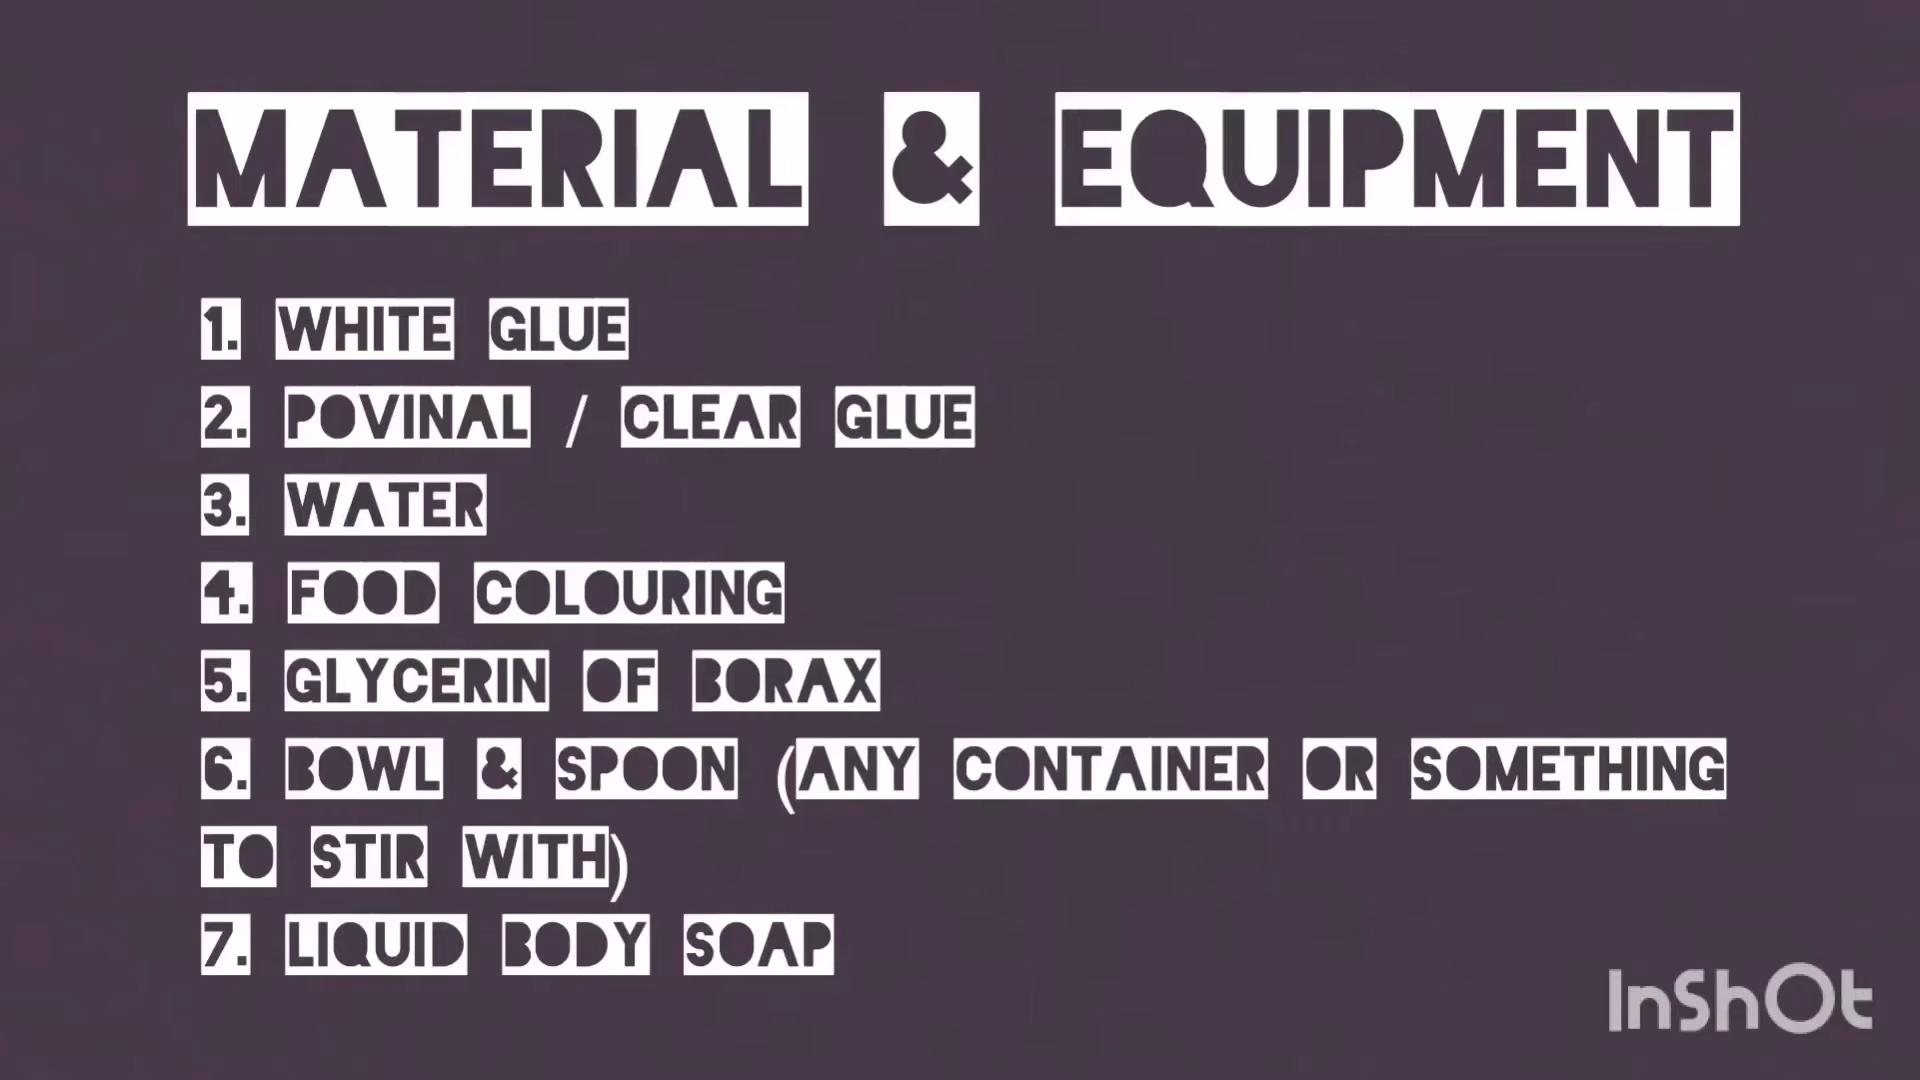 MATERIAL & EQUIPMENT
1. WHITE GLUE
2. POVINAL / CLEAR GLUE
3. WATER
4. FOOD COLOURING
5. GLYCERIN OF BORAX
6. BOWL & SPOON (ANY CONTAINER OR SOMETHING
TO STIR WITH)
7. LIQUID BODY SOAP
InShOt